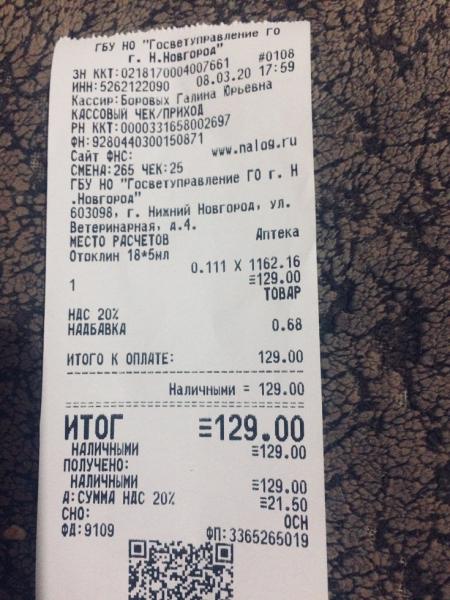 ГБУ НО "Госветуправление ГО
г. Н.Новгород"
ЗН ККТ:0218170004007661 #0108
ИНН:5262122090 08.03.20 17:59
Кассир:Боровых Галина Юрьевна
КАССОВЫЙ ЧЕК/ПРИХОД
РН ККТ:0000331658002697
ФН:9280440300150871
Сайт ФНС: www.nalog.ru
СМЕНА:265 ЧЕК:25
ГБУ НО "Госветуправление ГО г. Н
.Новгород"
603098, г. Нижний Новгород, ул.
Ветеринарная, д.4.
МЕСТО РАСЧЕТОВ Аптека
Отоклин 18*5мл
0.111 X 1162.16
1 ≡129.00
ТОВАР
НДС 20%
НАДБАВКА 0.68
ИТОГО К ОПЛАТЕ: 129.00
Наличными = 129.00
ИТОГ ≡129.00
НАЛИЧНЫМИ ≡129.00
ПОЛУЧЕНО:
НАЛИЧНЫМИ ≡129.00
А:СУММА НДС 20% ≡21.50
СНО: ОСН
ФД:9109 ФП:3365265019